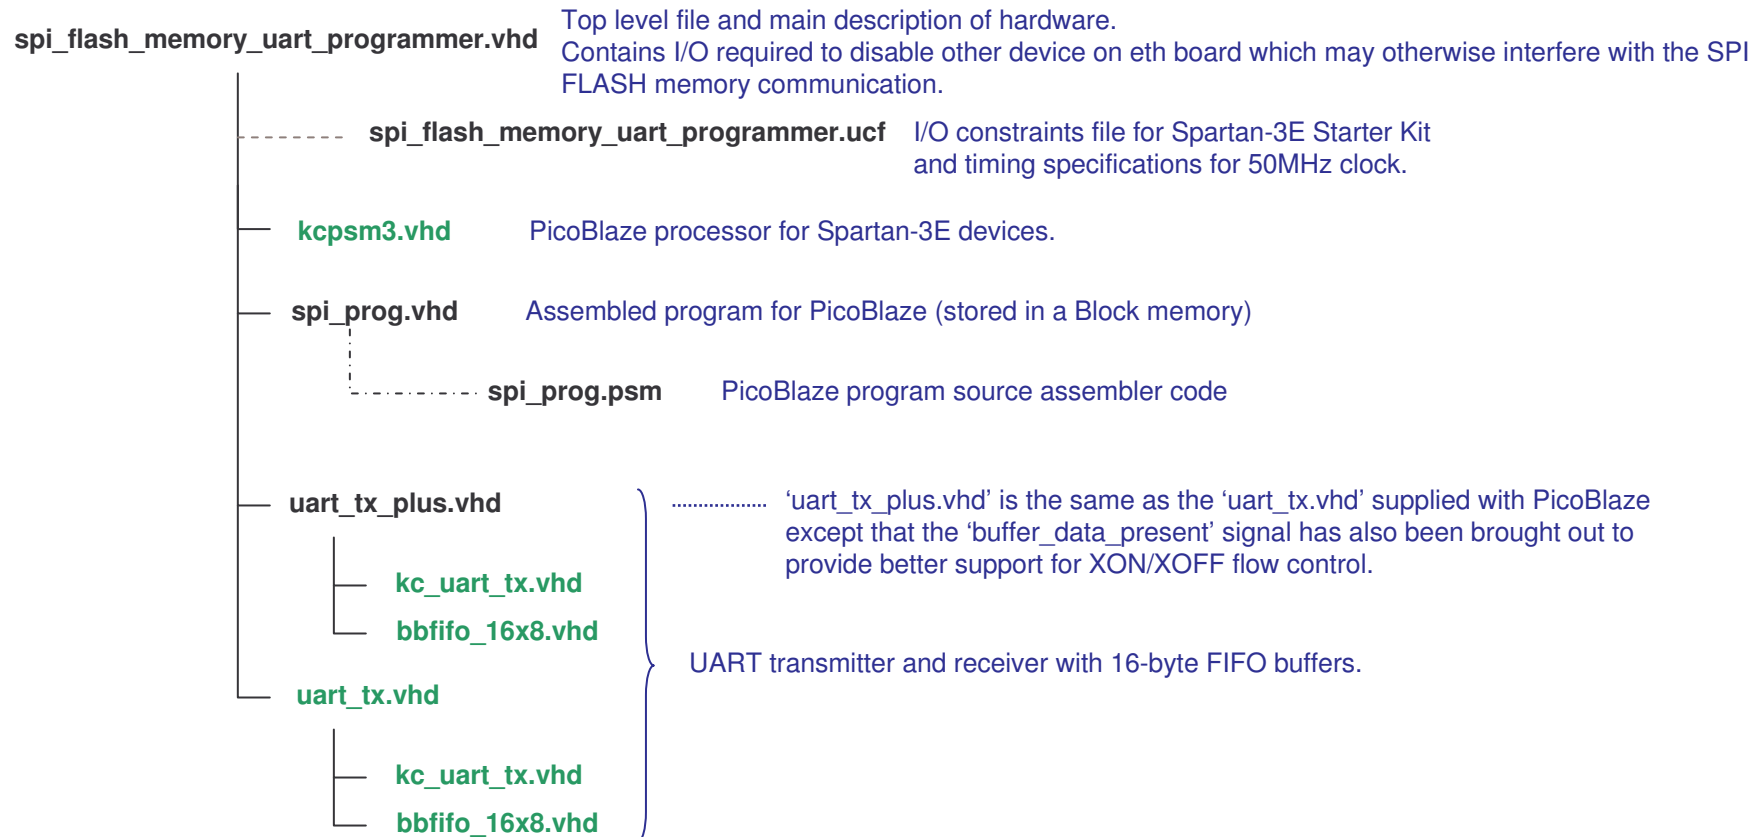 spi_flash_memory_uart_programmer.vhd
Top level file and main description of hardware.
Contains I/O required to disable other device on eth board which may otherwise interfere with the SPI
FLASH memory communication.
spi_flash_memory_uart_programmer.ucf
I/O constraints file for Spartan-3E Starter Kit
and timing specifications for 50MHz clock.
kcpsm3.vhd
PicoBlaze processor for Spartan-3E devices.
spi_prog.vhd
Assembled program for PicoBlaze (stored in a Block memory)
spi_prog.psm
PicoBlaze program source assembler code
uart_tx_plus.vhd
‘uart_tx_plus.vhd’ is the same as the ‘uart_tx.vhd’ supplied with PicoBlaze
except that the ‘buffer_data_present’ signal has also been brought out to
provide better support for XON/XOFF flow control.
kc_uart_tx.vhd
bbfifo_16x8.vhd
UART transmitter and receiver with 16-byte FIFO buffers.
uart_tx.vhd
kc_uart_tx.vhd
bbfifo_16x8.vhd